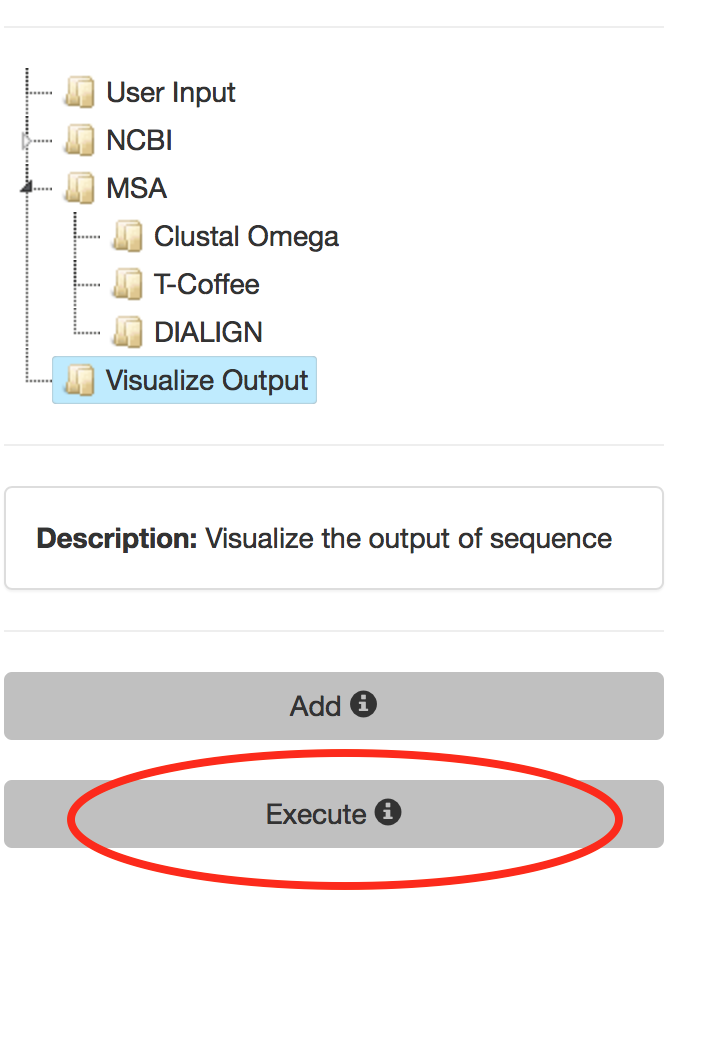 User Input
NCBI
MSA
Clustal Omega
T-Coffee
DIALIGN
Visualize Output
Description: Visualize the output of sequence
Add
Execute